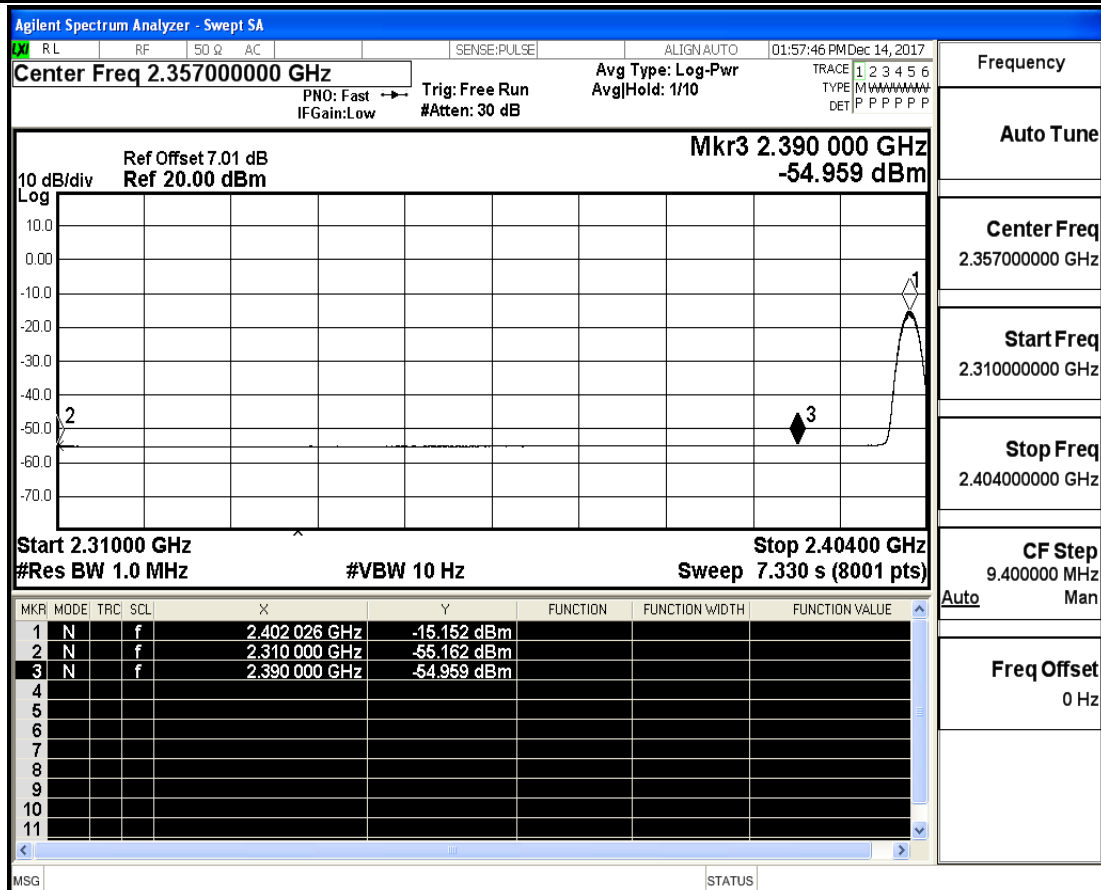 Agilent Spectrum Analyzer - Swept SA
LXI RL RF 50 Ω AC SENSE:PULSE ALIGN AUTO 01:57:46 PM Dec 14, 2017
Center Freq 2.357000000 GHz
PNO: Fast
IFGain:Low
Trig: Free Run
#Atten: 30 dB
Avg Type: Log-Pwr
Avg|Hold: 1/10
TRACE 1 2 3 4 5 6
TYPE M W W W W W
DET P P P P P P
Ref Offset 7.01 dB
10 dB/div Ref 20.00 dBm
Log
Mkr3 2.390 000 GHz
-54.959 dBm
10.0
0.00
-10.0
-20.0
-30.0
-40.0
-50.0
-60.0
-70.0
1
2
3
Start 2.31000 GHz Stop 2.40400 GHz
#Res BW 1.0 MHz #VBW 10 Hz Sweep 7.330 s (8001 pts)
MKR MODE TRC SCL X Y FUNCTION FUNCTION WIDTH FUNCTION VALUE
1 N f 2.402 026 GHz -15.152 dBm
2 N f 2.310 000 GHz -55.162 dBm
3 N f 2.390 000 GHz -54.959 dBm
4
5
6
7
8
9
10
11
MSG STATUS
Frequency
Auto Tune
Center Freq
2.357000000 GHz
Start Freq
2.310000000 GHz
Stop Freq
2.404000000 GHz
CF Step
9.400000 MHz
Auto Man
Freq Offset
0 Hz